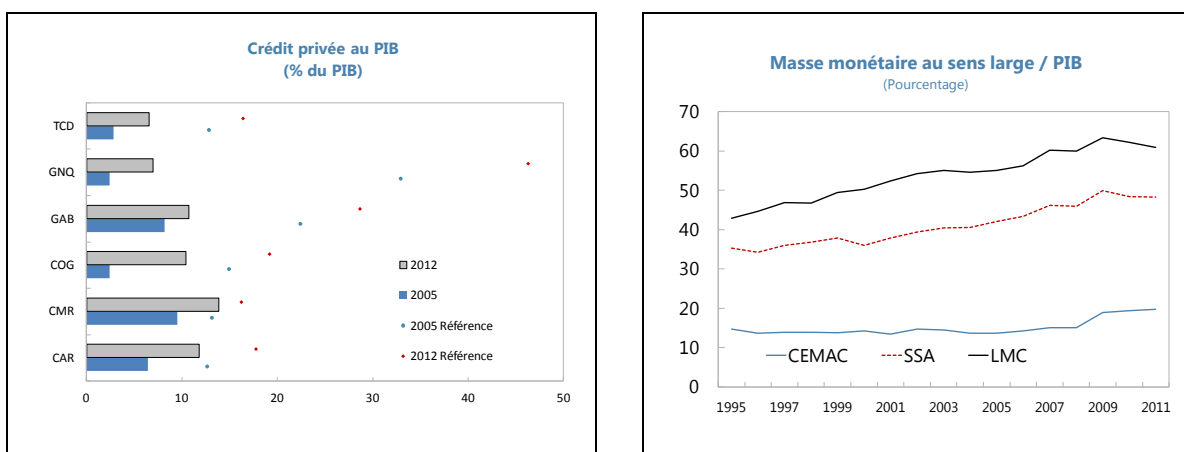 Crédit privée au PIB
(% du PIB)
TCD
GNQ
GAB
COG
CMR
CAR
2012
2005
2005 Référence
2012 Référence
0 10 20 30 40 50
Masse monétaire au sens large / PIB
(Pourcentage)
70
60
50
40
30
20
10
0
CEMAC SSA LMC
1995 1997 1999 2001 2003 2005 2007 2009 2011